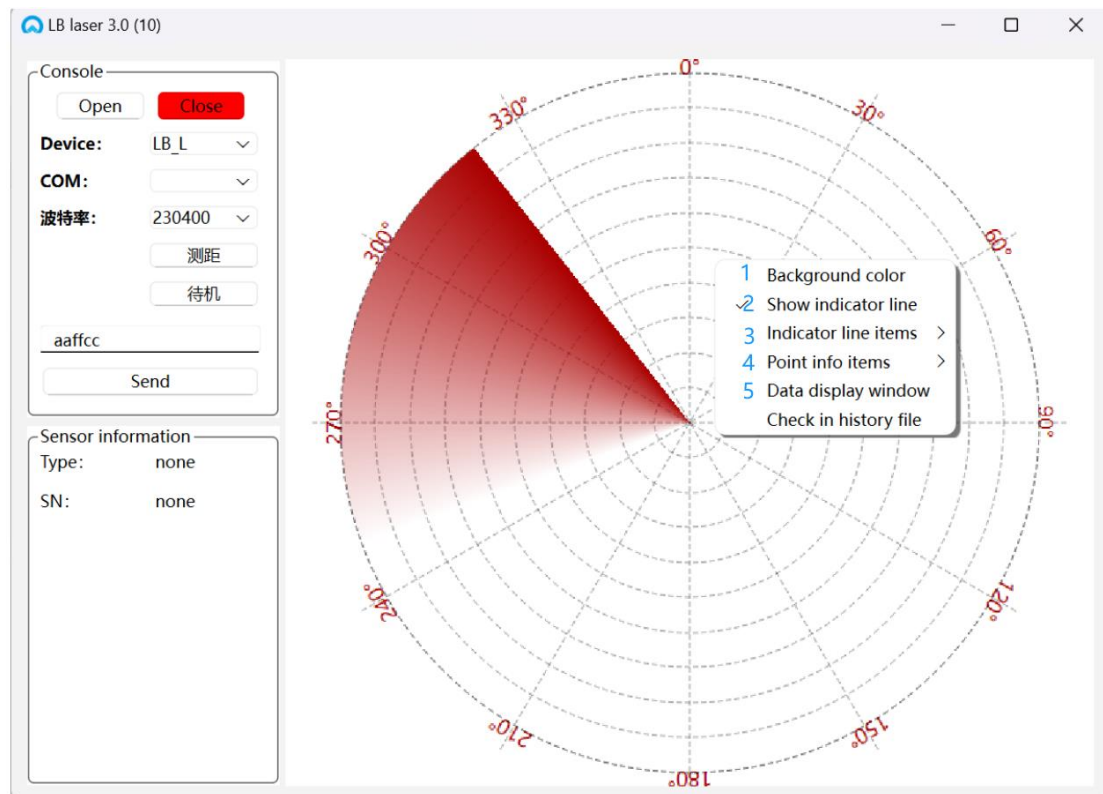 LB laser 3.0 (10)
Console
Open Close
Device: LB_L
COM:
波特率: 230400
测距
待机
aaffcc
Send
Sensor information
Type: none
SN: none
0°
30°
60°
90°
120°
150°
180°
210°
240°
270°
300°
330°
1 Background color
2 Show indicator line
3 Indicator line items
4 Point info items
5 Data display window
Check in history file